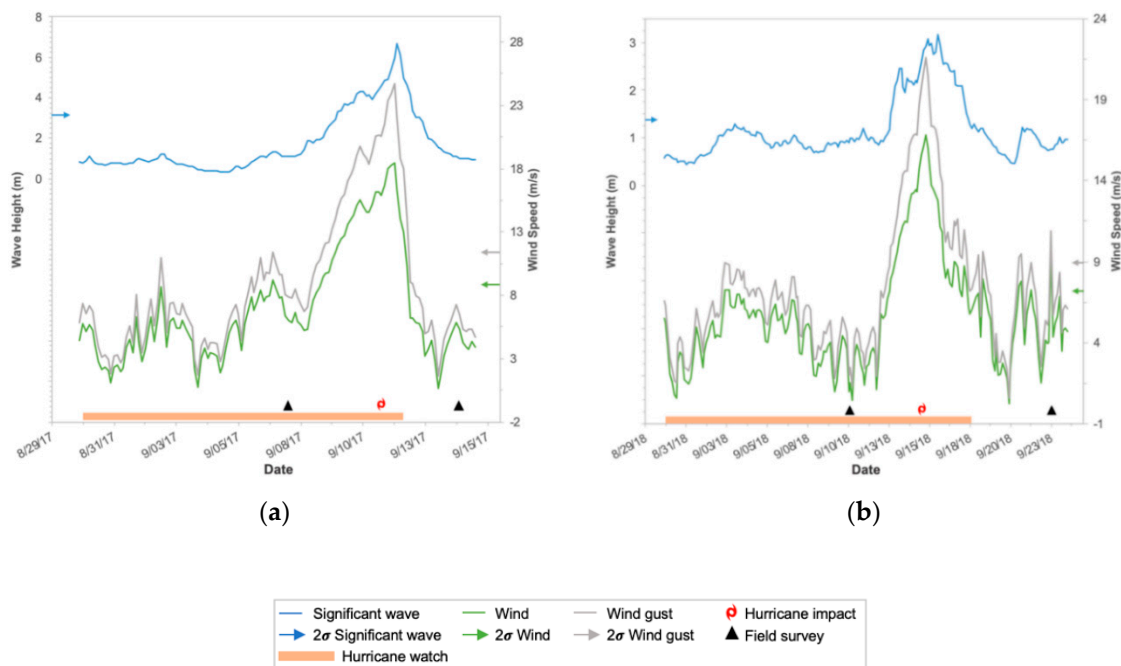 (a)
8
6
4
2
0
Wave Height (m)
28
23
18
13
8
3
-2
Wind Speed (m/s)
8/29/17
8/31/17
9/03/17
9/05/17
9/08/17
9/10/17
9/13/17
9/15/17
Date
(b)
3
2
1
0
Wave Height (m)
24
19
14
9
4
-1
Wind Speed (m/s)
8/29/18
8/31/18
9/03/18
9/05/18
9/08/18
9/10/18
9/13/18
9/15/18
9/18/18
9/20/18
9/23/18
Date
Significant wave
Wind
Wind gust
Hurricane impact
2σ Significant wave
2σ Wind
2σ Wind gust
Field survey
Hurricane watch